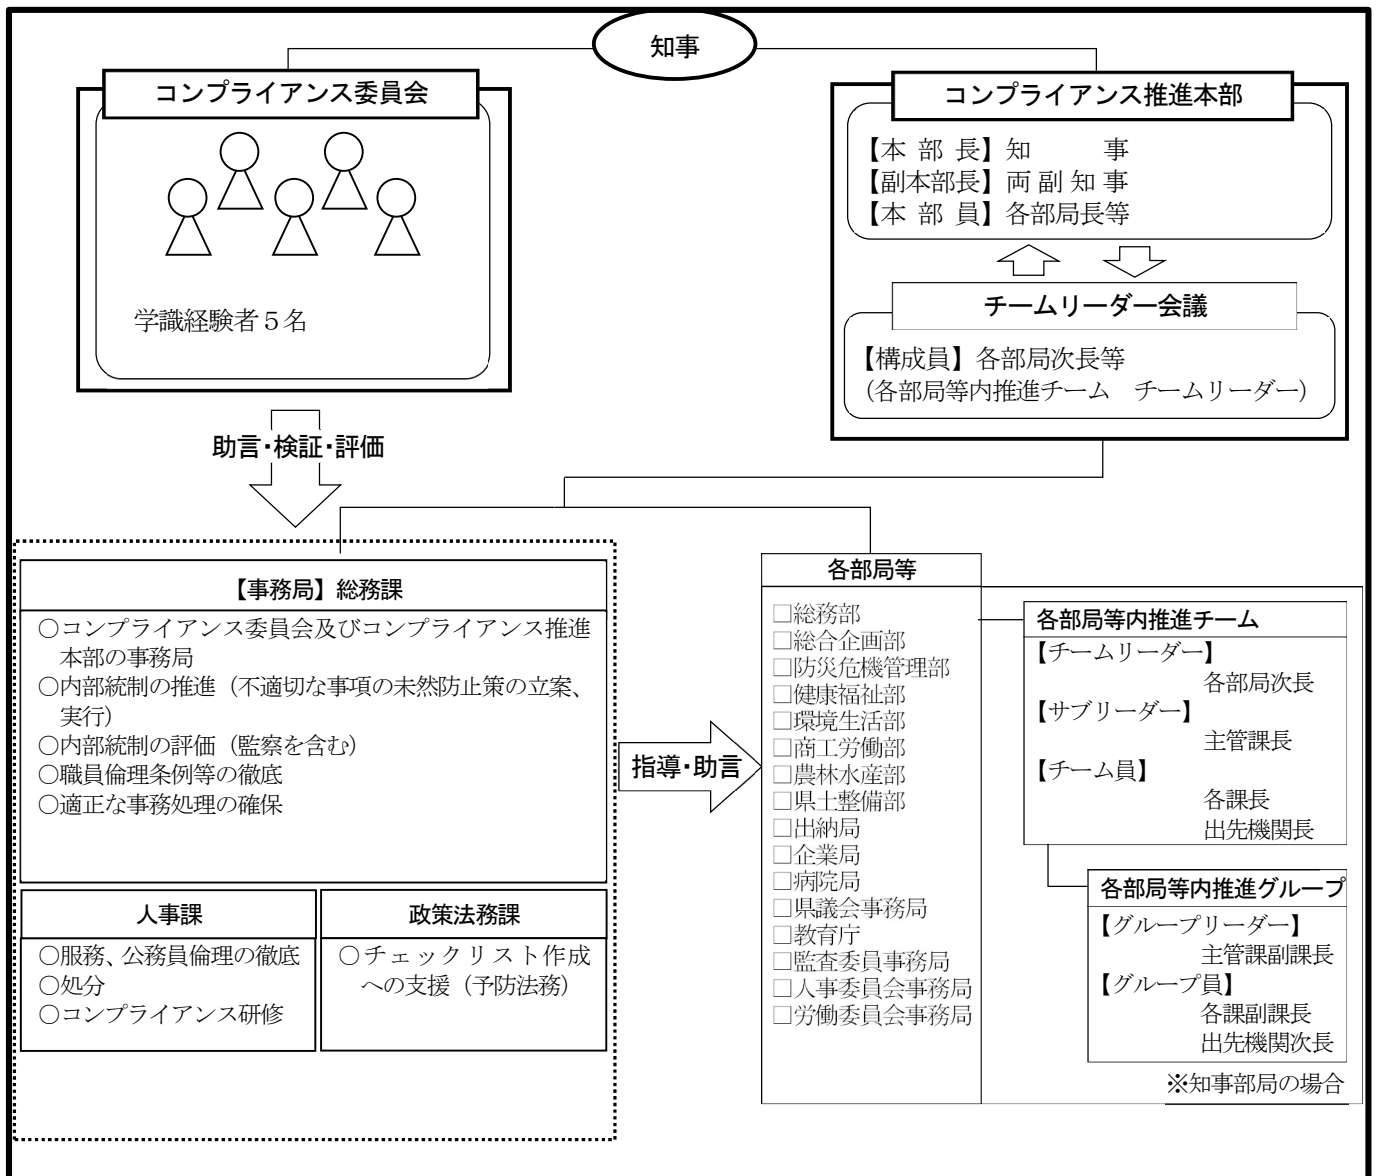 知事
コンプライアンス委員会
学識経験者５名
助言・検証・評価
コンプライアンス推進本部
【本 部 長】知　　　事
【副本部長】両 副 知 事
【本 部 員】各部局長等
チームリーダー会議
【構成員】各部局次長等
（各部局等内推進チーム　チームリーダー）
【事務局】総務課
○コンプライアンス委員会及びコンプライアンス推進
本部の事務局
○内部統制の推進（不適切な事項の未然防止策の立案、
実行）
○内部統制の評価（監察を含む）
○職員倫理条例等の徹底
○適正な事務処理の確保
人事課
○服務、公務員倫理の徹底
○処分
○コンプライアンス研修
政策法務課
○チェックリスト作成
への支援（予防法務）
指導・助言
各部局等
□総務部
□総合企画部
□防災危機管理部
□健康福祉部
□環境生活部
□商工労働部
□農林水産部
□県土整備部
□出納局
□企業局
□病院局
□県議会事務局
□教育庁
□監査委員事務局
□人事委員会事務局
□労働委員会事務局
各部局等内推進チーム
【チームリーダー】
各部局次長
【サブリーダー】
主管課長
【チーム員】
各課長
出先機関長
各部局等内推進グループ
【グループリーダー】
主管課副課長
【グループ員】
各課副課長
出先機関次長
※知事部局の場合